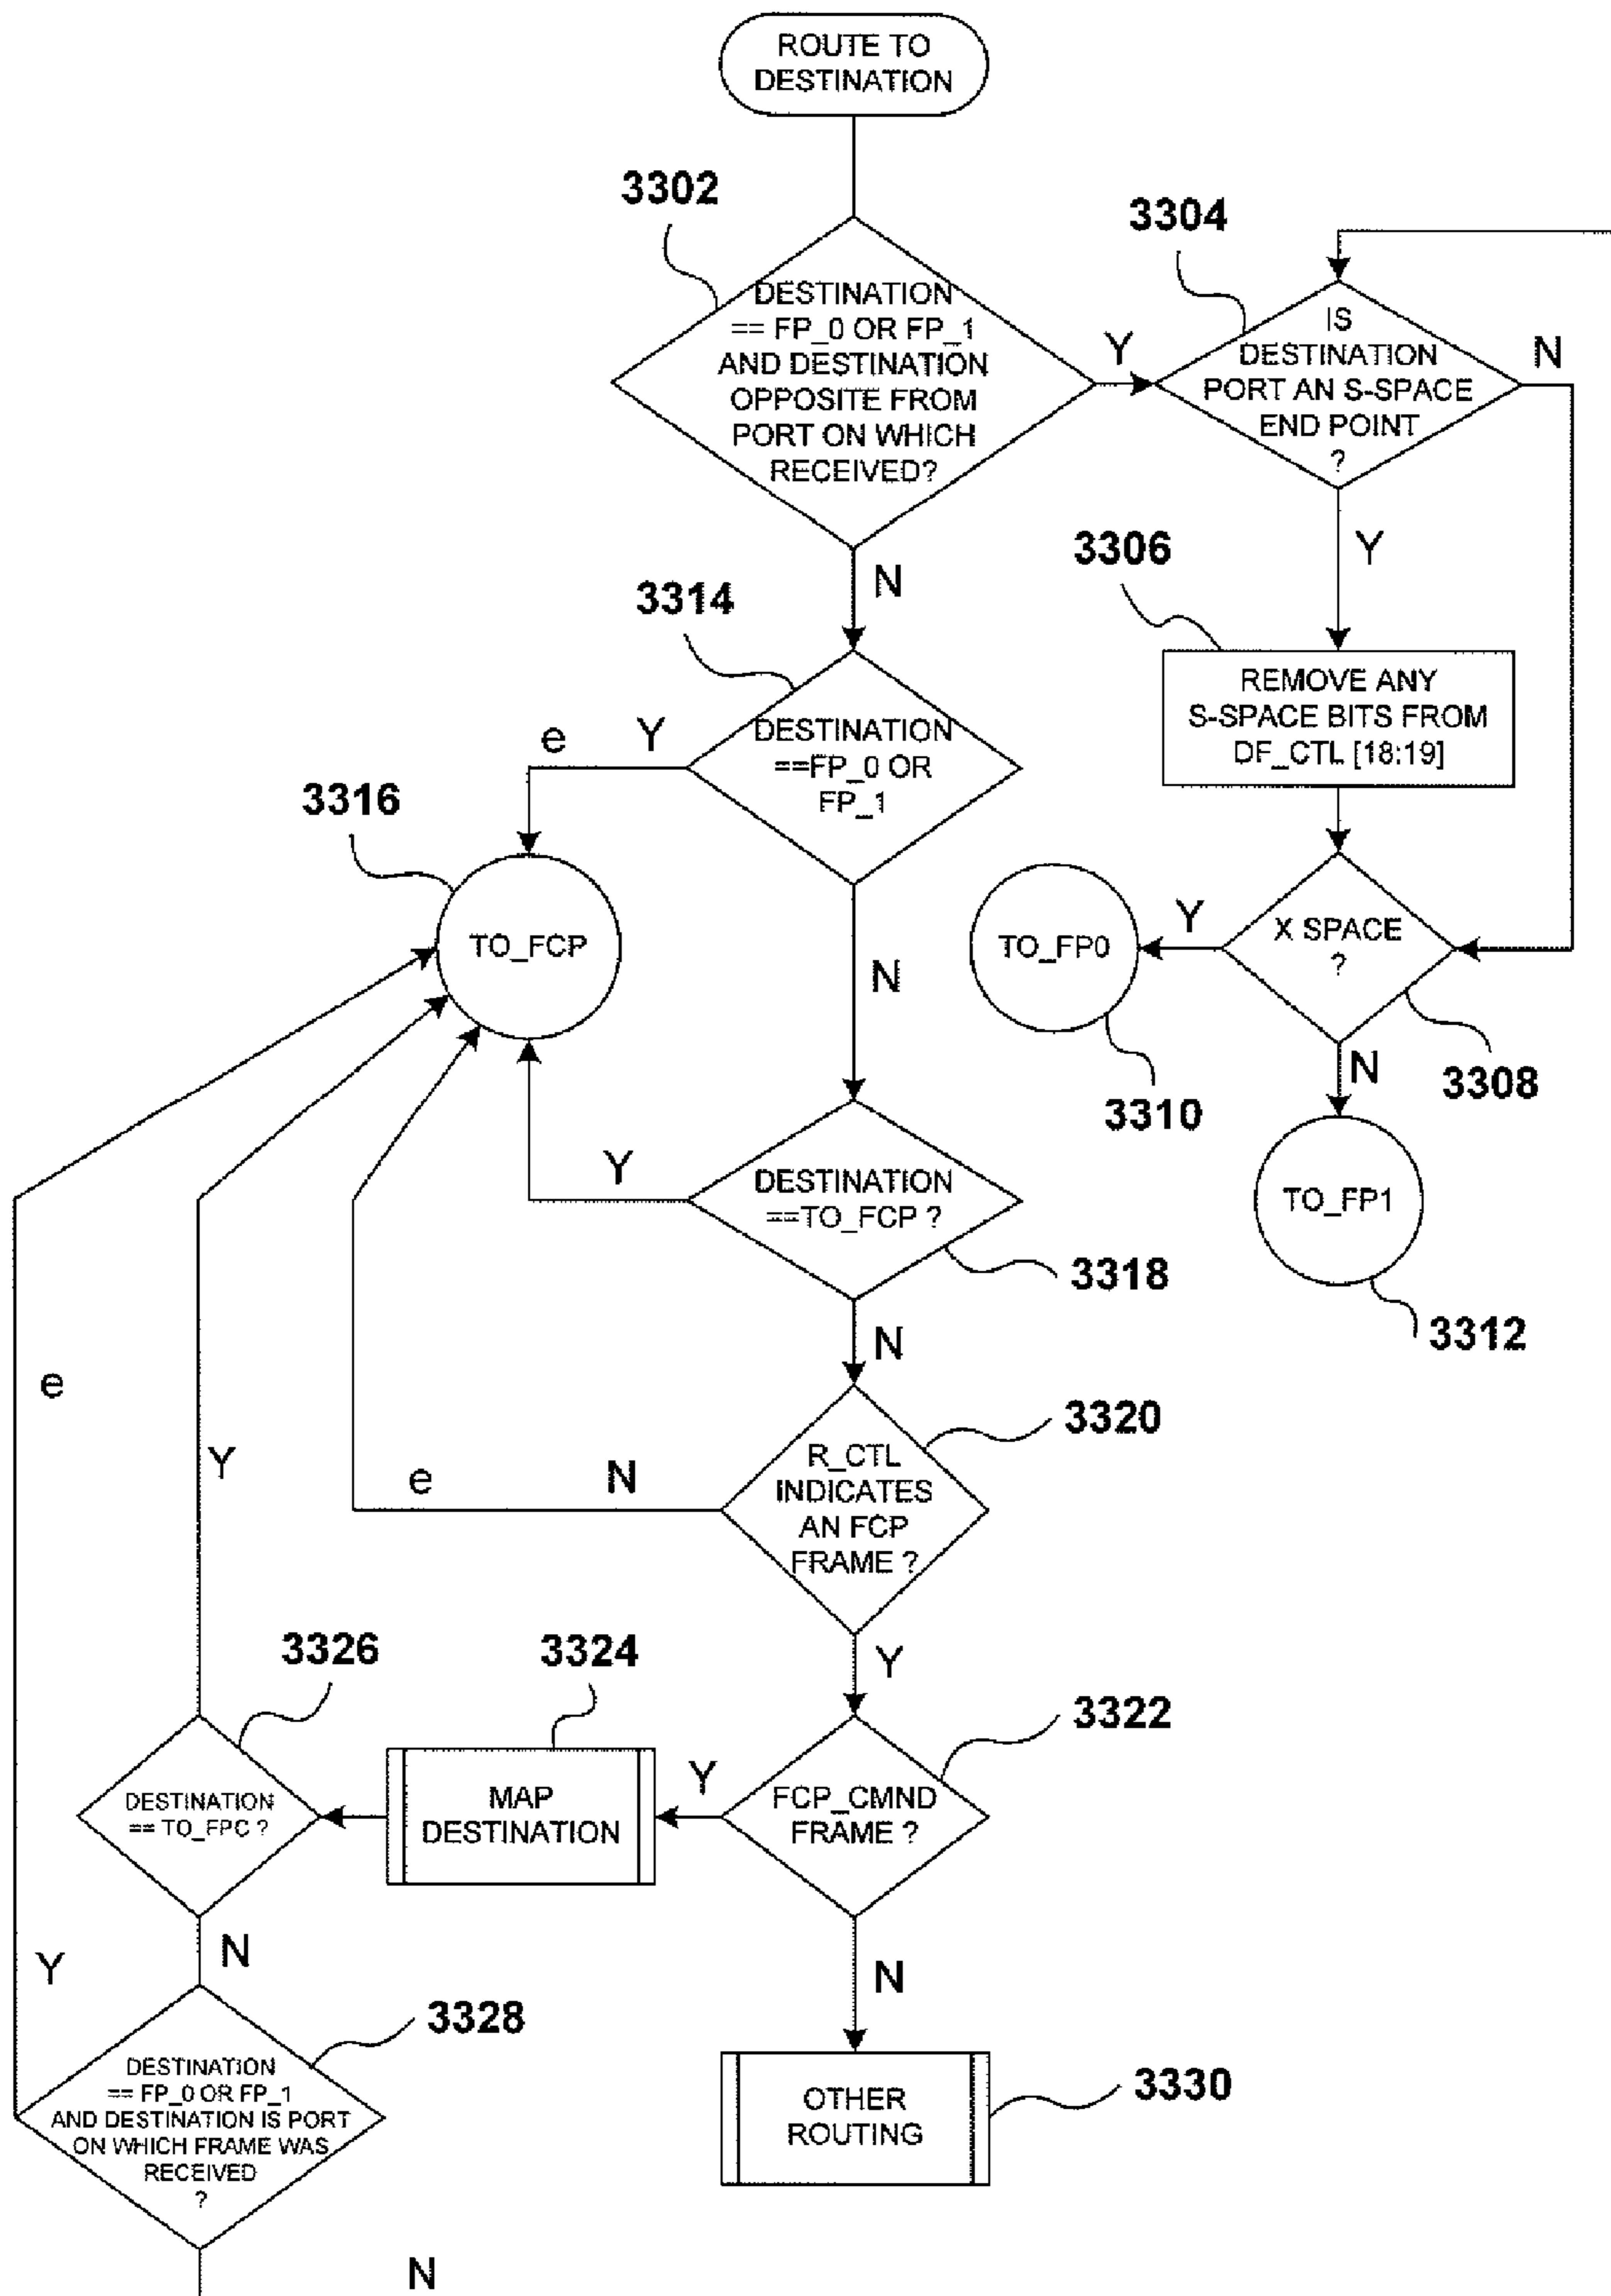 ROUTE TO
DESTINATION
3302
3304
DESTINATION
== FP_0 OR FP_1
AND DESTINATION
OPPOSITE FROM
PORT ON WHICH
RECEIVED?
Y
IS
DESTINATION
PORT AN S-SPACE
END POINT
?
N
Y
3306
N
3314
REMOVE ANY
S-SPACE BITS FROM
DF_CTL [18:19]
e
Y
DESTINATION
==FP_0 OR
FP_1
3316
TO_FCP
N
TO_FP0
Y
X SPACE
?
3310
N
3308
Y
DESTINATION
==TO_FCP ?
TO_FP1
3318
3312
N
e
3320
Y
e
N
R_CTL
INDICATES
AN FCP
FRAME ?
Y
3326
3324
3322
DESTINATION
== TO_FPC ?
MAP
DESTINATION
Y
FCP_CMND
FRAME ?
Y
N
N
3328
DESTINATION
== FP_0 OR FP_1
AND DESTINATION IS PORT
ON WHICH FRAME WAS
RECEIVED
?
OTHER
ROUTING
3330
N